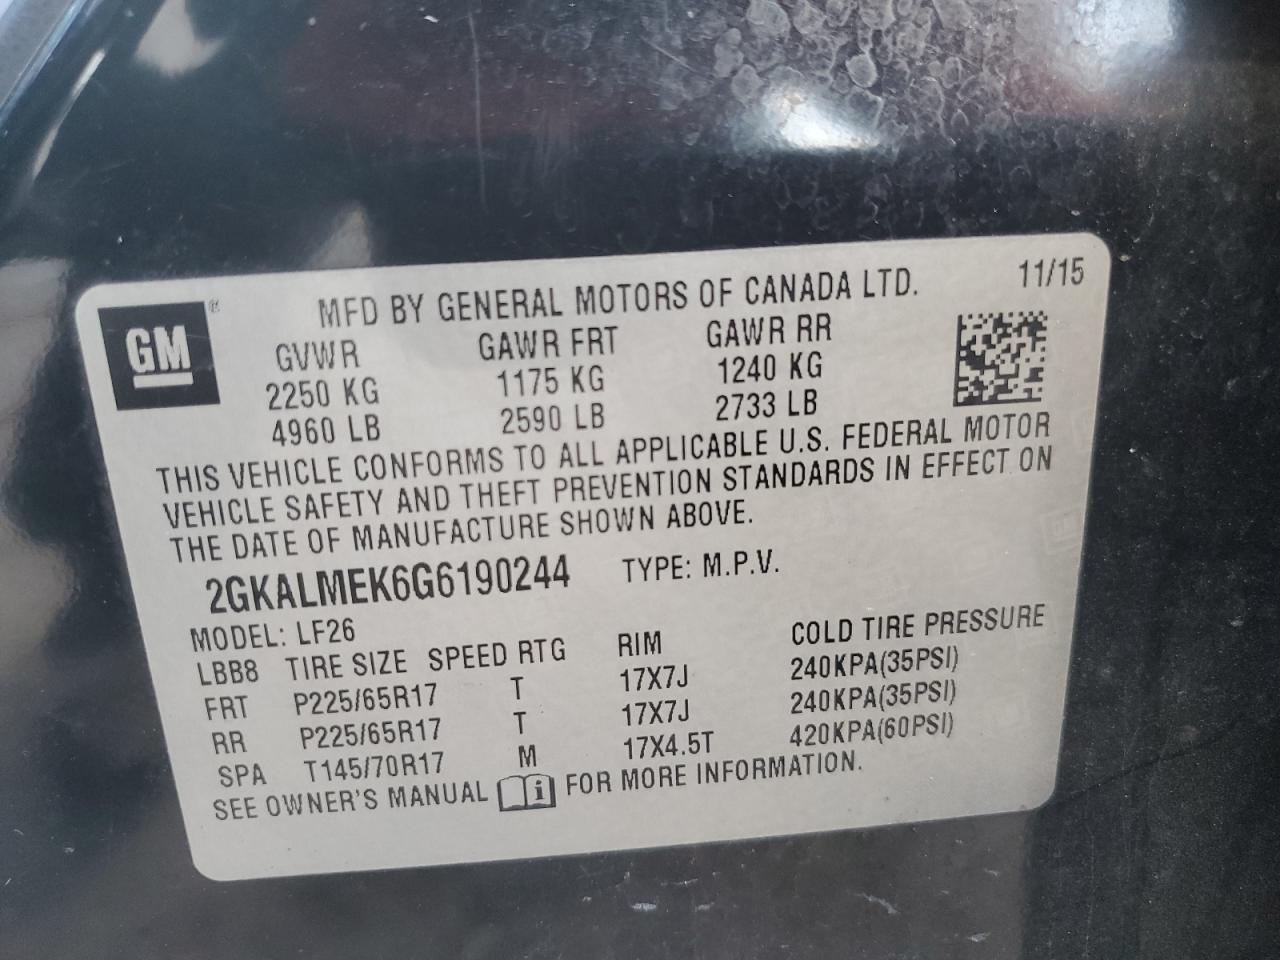 GM®
MFD BY GENERAL MOTORS OF CANADA LTD. 11/15
GVWR GAWR FRT GAWR RR
2250 KG 1175 KG 1240 KG
4960 LB 2590 LB 2733 LB
THIS VEHICLE CONFORMS TO ALL APPLICABLE U.S. FEDERAL MOTOR
VEHICLE SAFETY AND THEFT PREVENTION STANDARDS IN EFFECT ON
THE DATE OF MANUFACTURE SHOWN ABOVE.
2GKALMEK6G6190244 TYPE: M.P.V.
MODEL: LF26
LBB8 TIRE SIZE SPEED RTG RIM COLD TIRE PRESSURE
FRT P225/65R17 T 17X7J 240KPA(35PSI)
RR P225/65R17 T 17X7J 240KPA(35PSI)
SPA T145/70R17 M 17X4.5T 420KPA(60PSI)
SEE OWNER'S MANUAL i FOR MORE INFORMATION.